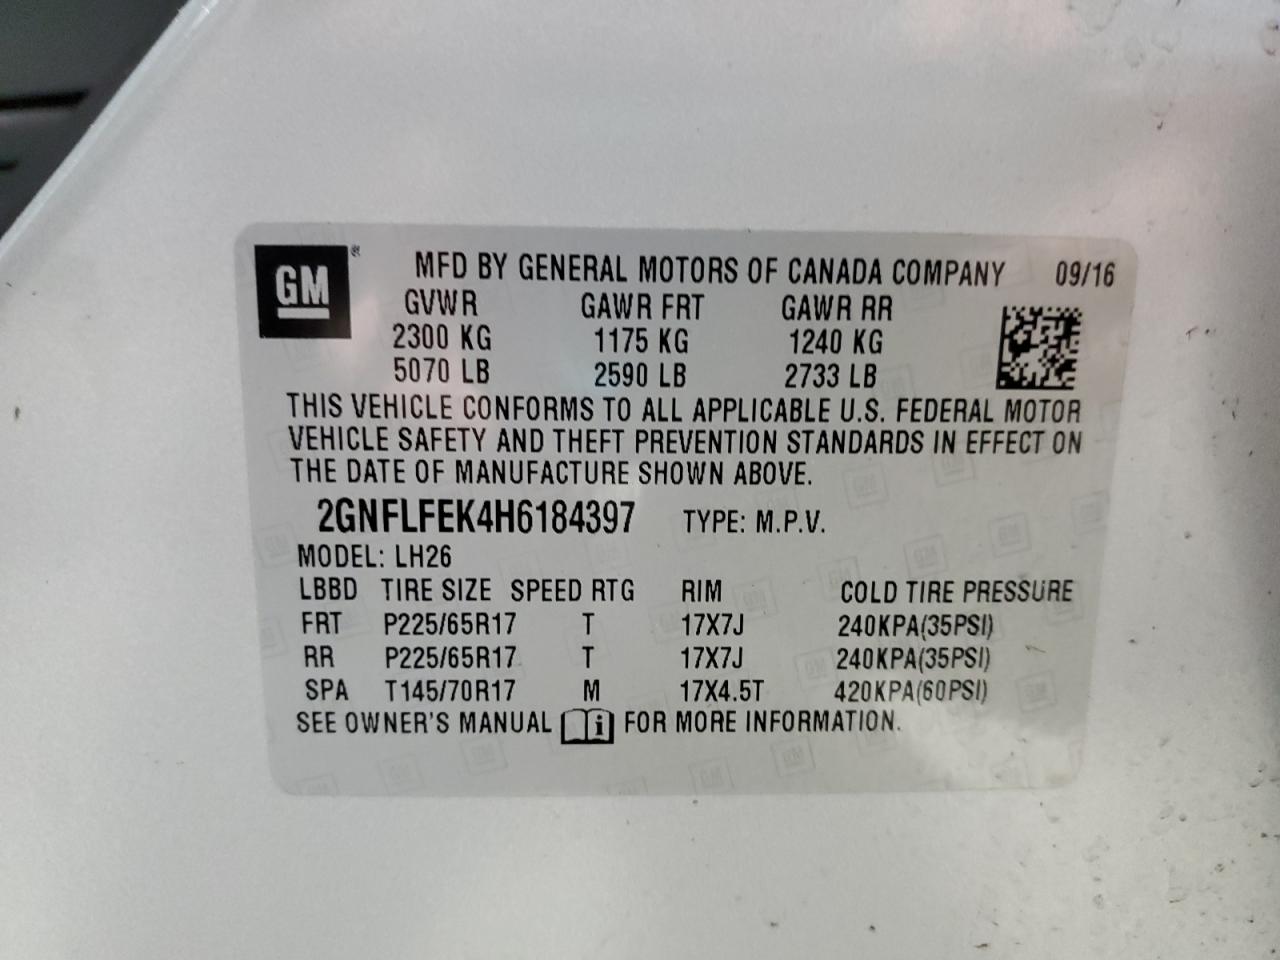 GM ® MFD BY GENERAL MOTORS OF CANADA COMPANY 09/16
GVWR GAWR FRT GAWR RR
2300 KG 1175 KG 1240 KG
5070 LB 2590 LB 2733 LB
THIS VEHICLE CONFORMS TO ALL APPLICABLE U.S. FEDERAL MOTOR
VEHICLE SAFETY AND THEFT PREVENTION STANDARDS IN EFFECT ON
THE DATE OF MANUFACTURE SHOWN ABOVE.
2GNFLFEK4H6184397 TYPE: M.P.V.
MODEL: LH26
LBBD TIRE SIZE SPEED RTG RIM COLD TIRE PRESSURE
FRT P225/65R17 T 17X7J 240KPA(35PSI)
RR P225/65R17 T 17X7J 240KPA(35PSI)
SPA T145/70R17 M 17X4.5T 420KPA(60PSI)
SEE OWNER'S MANUAL i FOR MORE INFORMATION.